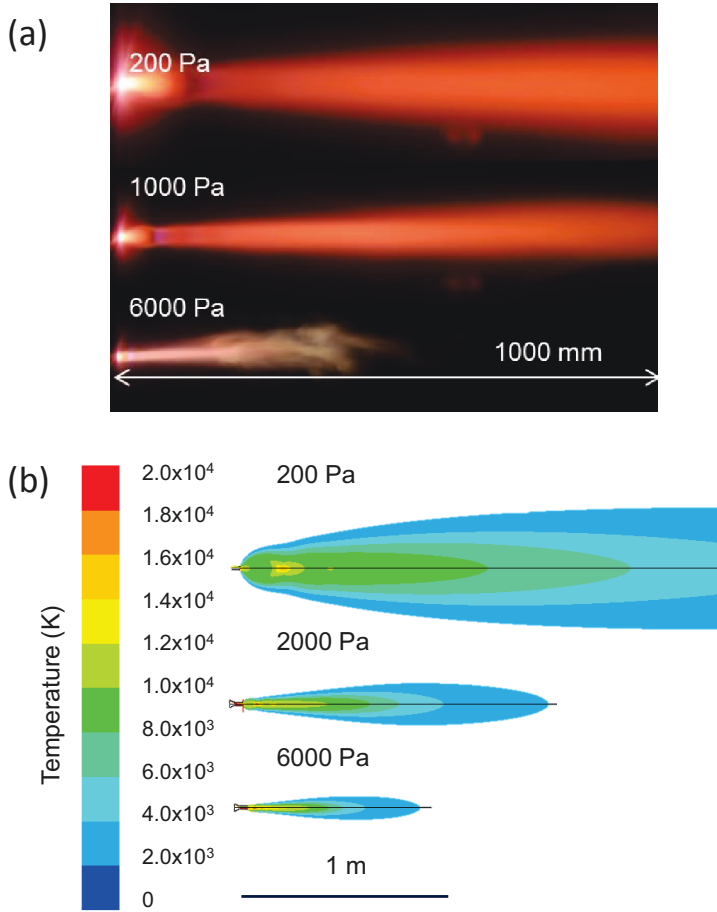 (a)
200 Pa
1000 Pa
6000 Pa
1000 mm
(b)
200 Pa
2.0x10⁴
1.8x10⁴
1.6x10⁴
1.4x10⁴
1.2x10⁴
1.0x10⁴
8.0x10³
6.0x10³
4.0x10³
2.0x10³
0
Temperature (K)
2000 Pa
6000 Pa
1 m